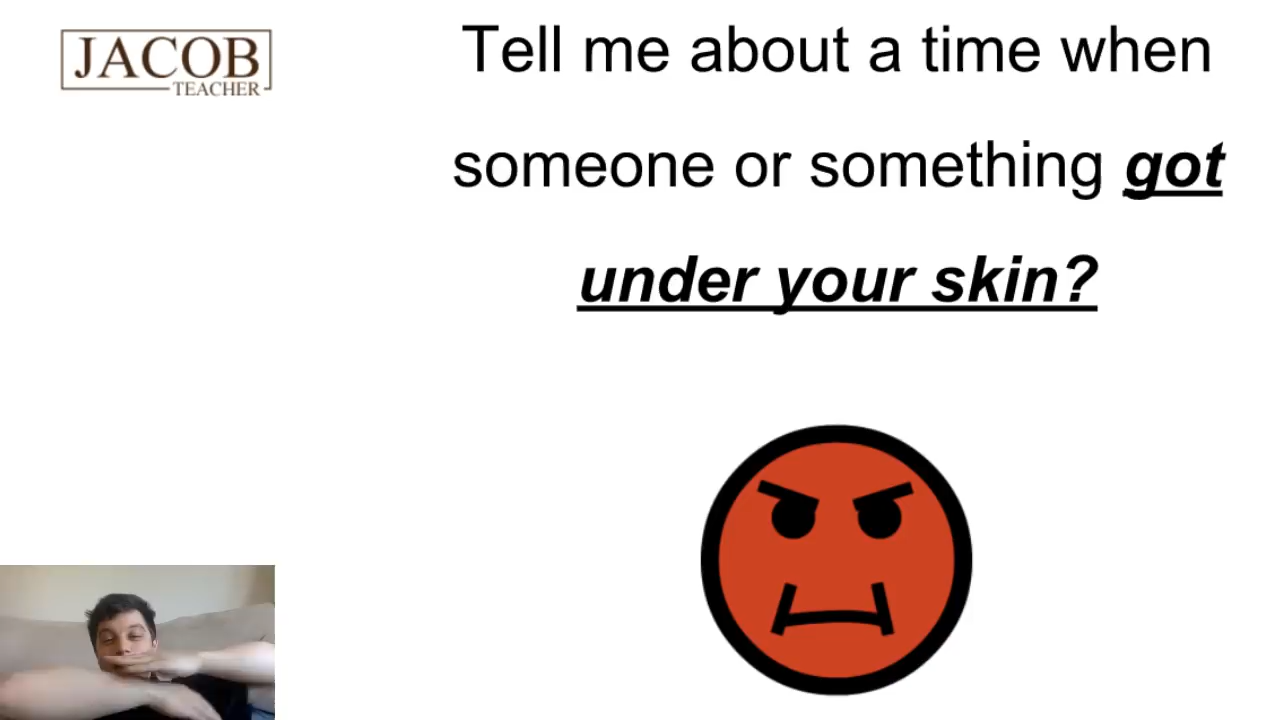 JACOB
TEACHER
Tell me about a time when
someone or something got
under your skin?